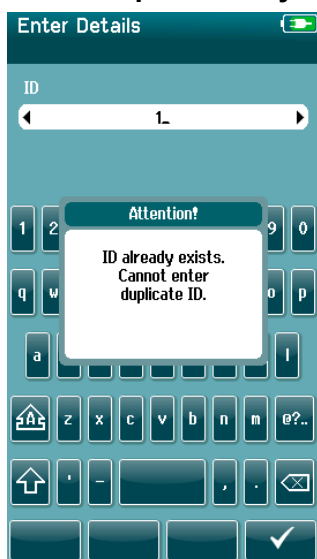 Enter Details
ID
1_
Attention!
ID already exists.
Cannot enter
duplicate ID.
1 2 9 0
q w o p
a l
A z x c v b n m @?..
' - , .